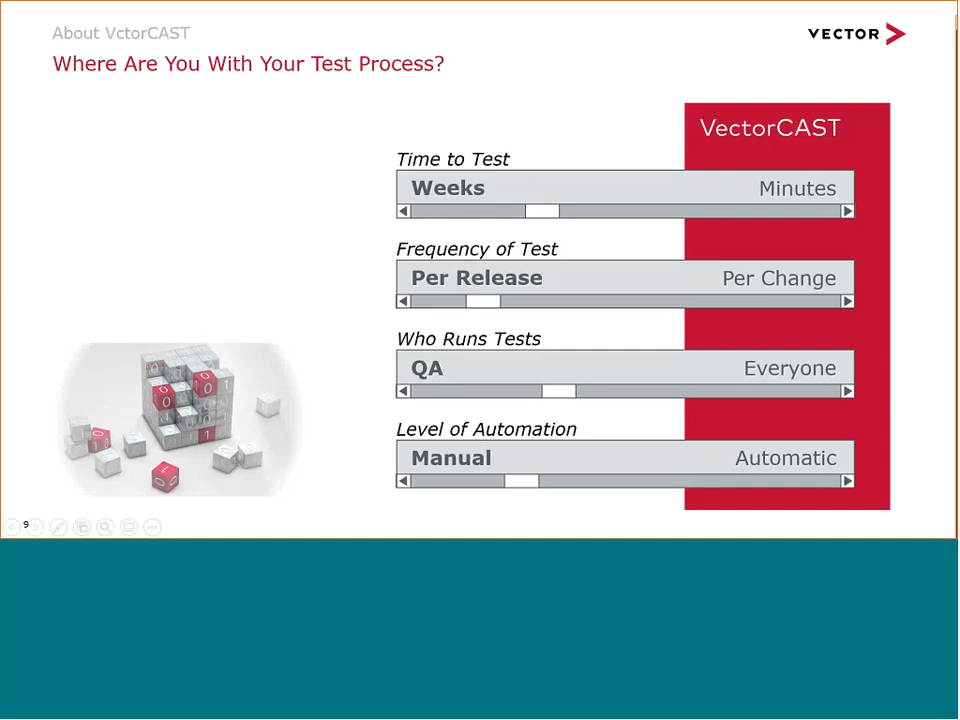 About VctorCAST
VECTOR
Where Are You With Your Test Process?
VectorCAST
Time to Test
Weeks Minutes
Frequency of Test
Per Release Per Change
Who Runs Tests
QA Everyone
Level of Automation
Manual Automatic
9